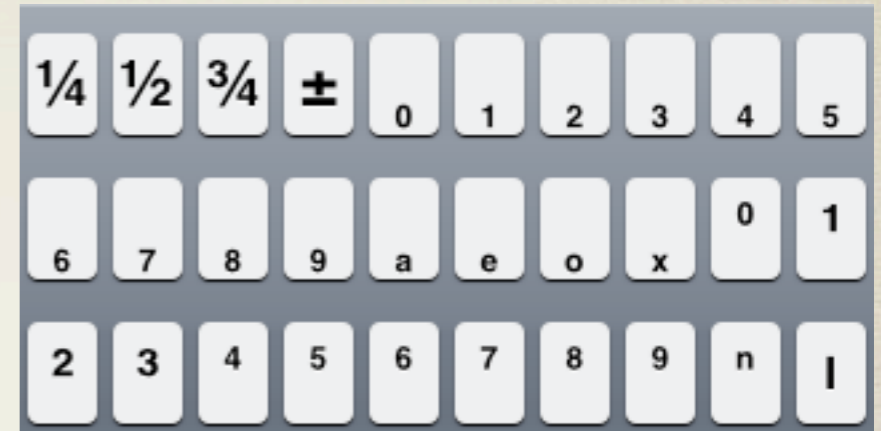 ¼ ½ ¾ ± ₀ ₁ ₂ ₃ ₄ ₅
₆ ₇ ₈ ₉ ₐ ₑ ₒ ₓ ⁰ ¹
² ³ ⁴ ⁵ ⁶ ⁷ ⁸ ⁹ ⁿ I